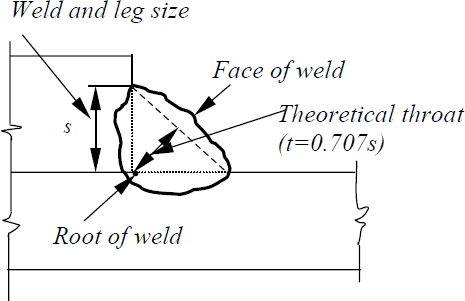 Weld and leg size
Face of weld
Theoretical throat
(t=0.707s)
s
Root of weld